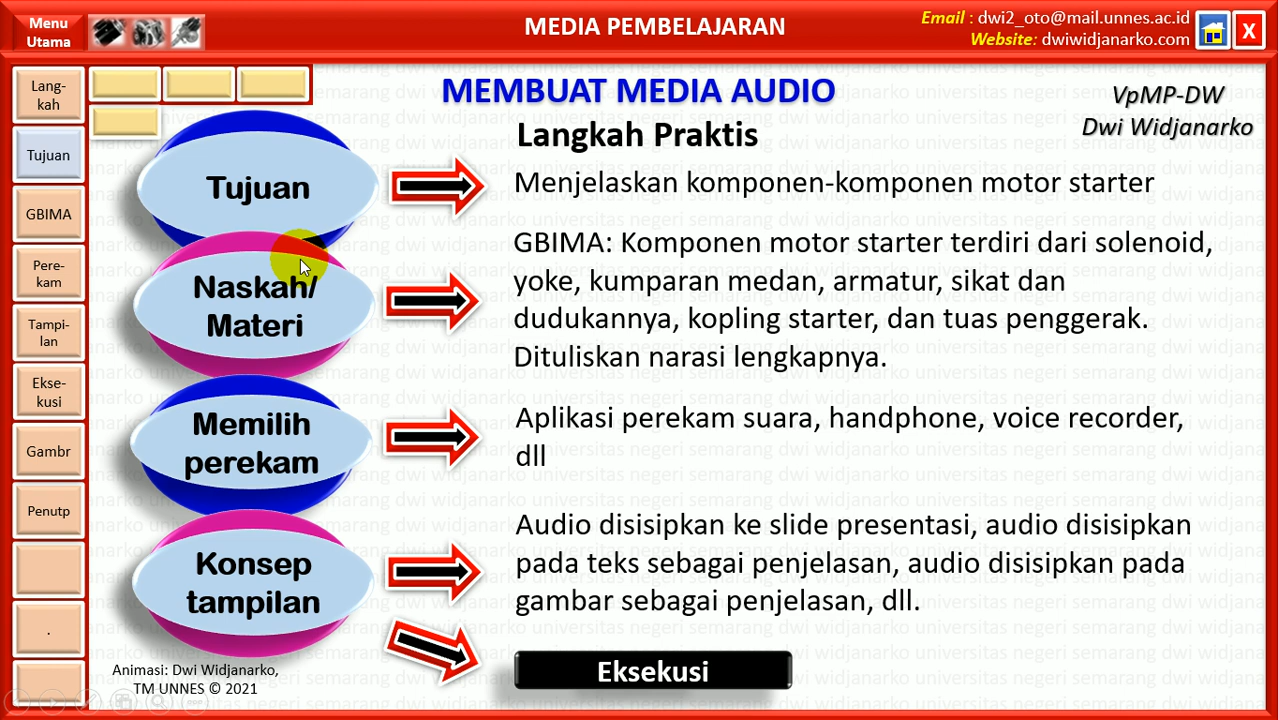 Menu
Utama
MEDIA PEMBELAJARAN
Email : dwi2_oto@mail.unnes.ac.id
Website: dwiwidjanarko.com
X
Lang-
kah
Tujuan
GBIMA
Pere-
kam
Tampi-
lan
Ekse-
kusi
Gambr
Penutp
.
MEMBUAT MEDIA AUDIO
VpMP-DW
Dwi Widjanarko
Langkah Praktis
Tujuan
Menjelaskan komponen-komponen motor starter
Naskah/
Materi
GBIMA: Komponen motor starter terdiri dari solenoid,
yoke, kumparan medan, armatur, sikat dan
dudukannya, kopling starter, dan tuas penggerak.
Dituliskan narasi lengkapnya.
Memilih
perekam
Aplikasi perekam suara, handphone, voice recorder,
dll
Konsep
tampilan
Audio disisipkan ke slide presentasi, audio disisipkan
pada teks sebagai penjelasan, audio disisipkan pada
gambar sebagai penjelasan, dll.
Eksekusi
Animasi: Dwi Widjanarko,
TM UNNES © 2021